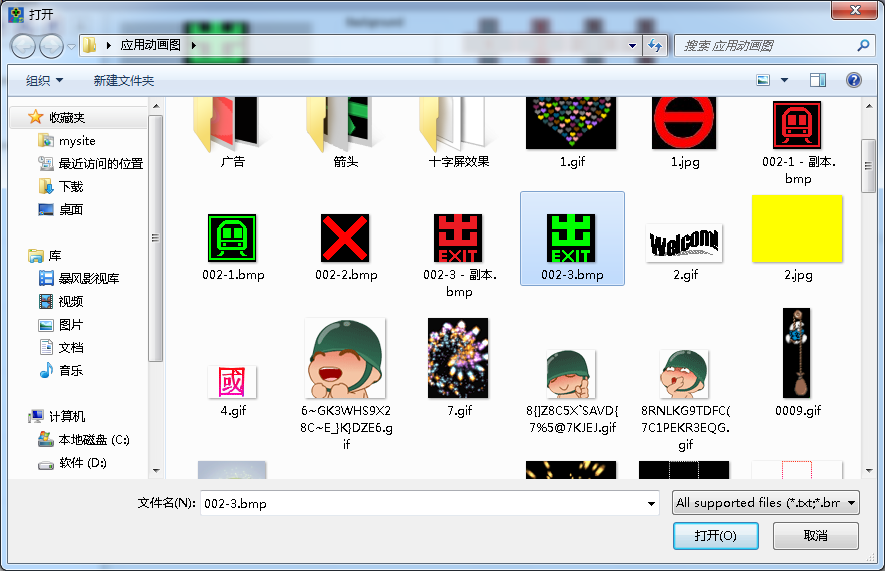 打开
Background
应用动画图
搜索 应用动画图
组织
新建文件夹
收藏夹
mysite
最近访问的位置
下载
桌面
库
暴风影视库
视频
图片
文档
音乐
计算机
本地磁盘 (C:)
软件 (D:)
广告
箭头
十字屏效果
1.gif
1.jpg
002-1 - 副本.
bmp
出
EXIT
出
EXIT
Welcome!
002-1.bmp
002-2.bmp
002-3 - 副本.
bmp
002-3.bmp
2.gif
2.jpg
國
4.gif
6~GK3WHS9X2
8C~E_}K}DZE6.g
if
7.gif
8{]Z8C5X`SAVD{
7%5@7KJEJ.gif
8RNLKG9TDFC(
7C1PEKR3EQG.
gif
0009.gif
文件名(N):
002-3.bmp
All supported files (*.txt;*.bm
打开(O)
取消